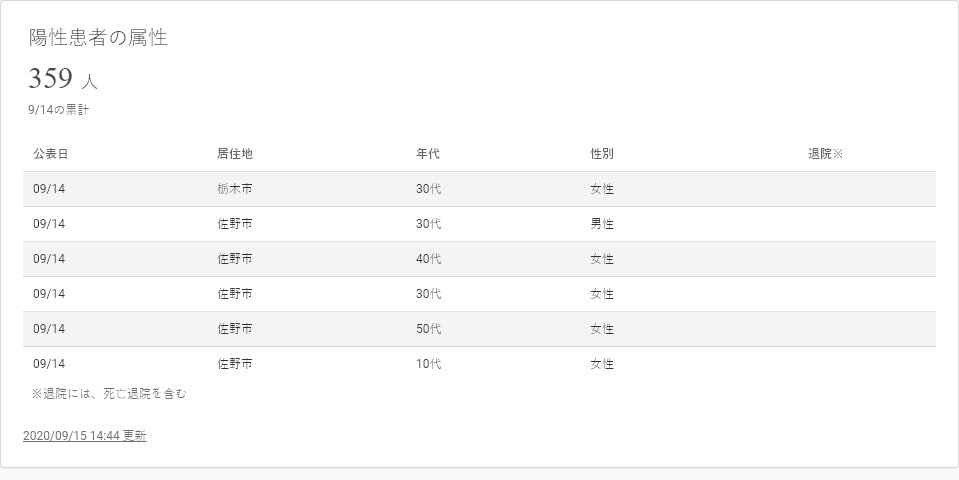 陽性患者の属性
359 人
9/14の累計
公表日 居住地 年代 性別 退院※
09/14 栃木市 30代 女性
09/14 佐野市 30代 男性
09/14 佐野市 40代 女性
09/14 佐野市 30代 女性
09/14 佐野市 50代 女性
09/14 佐野市 10代 女性
※退院には、死亡退院を含む
2020/09/15 14:44 更新